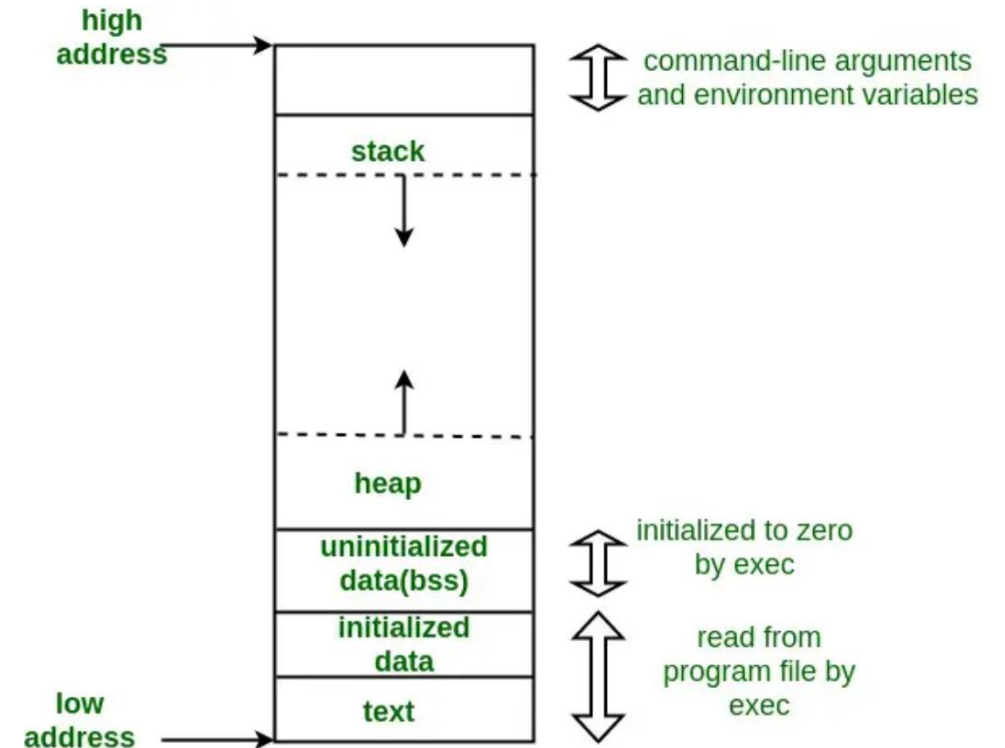 high
address
command-line arguments
and environment variables
stack
heap
uninitialized
data(bss)
initialized to zero
by exec
initialized
data
read from
program file by
exec
text
low
address